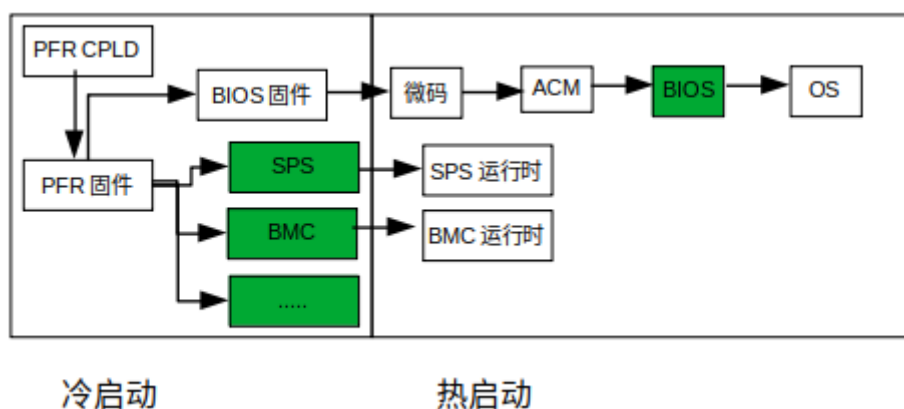 PFR CPLD
BIOS 固件
微码
ACM
BIOS
OS
PFR 固件
SPS
SPS 运行时
BMC
BMC 运行时
.....
冷启动
热启动